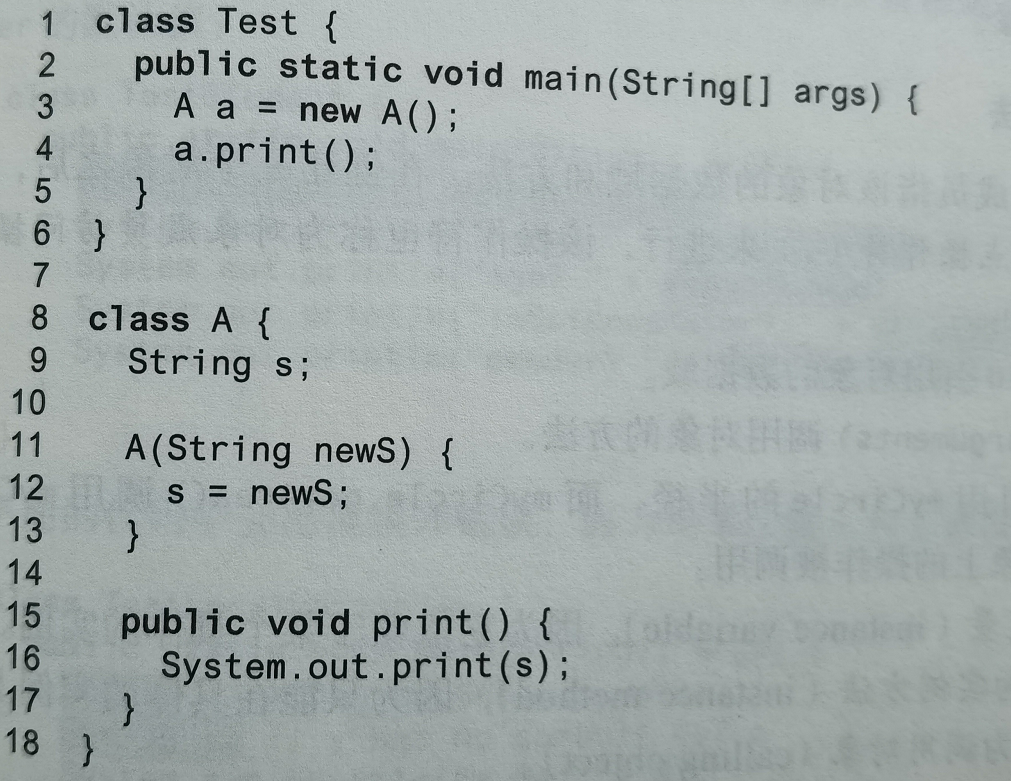 1 class Test {
2 public static void main(String[] args) {
3 A a = new A();
4 a.print();
5 }
6 }
7
8 class A {
9 String s;
10
11 A(String newS) {
12 s = newS;
13 }
14
15 public void print() {
16 System.out.print(s);
17 }
18 }